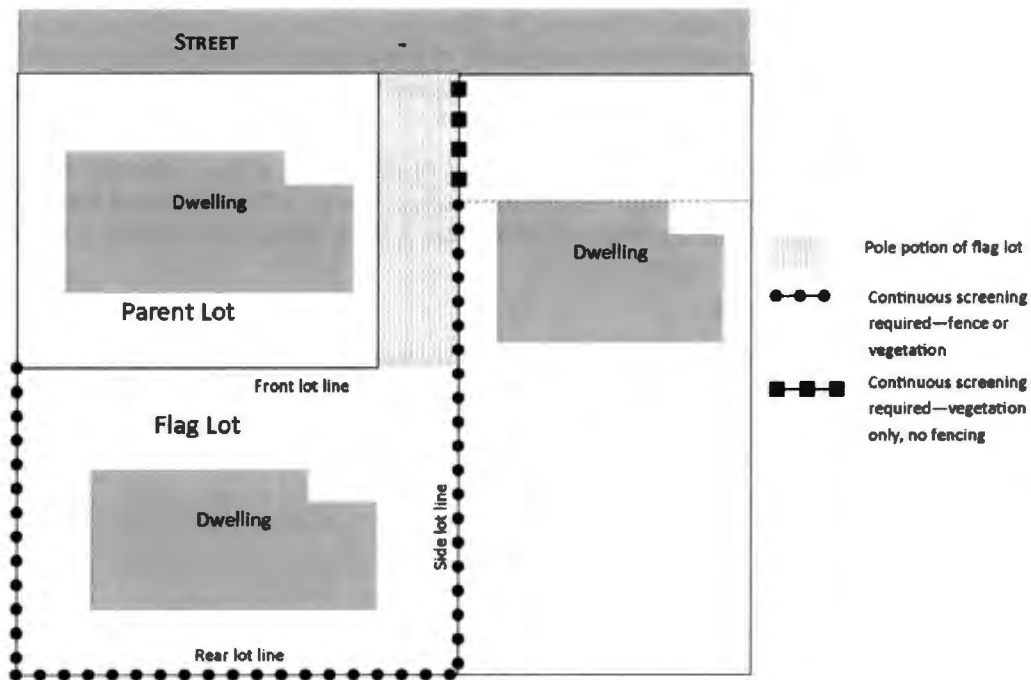 STREET
Dwelling
Parent Lot
Front lot line
Flag Lot
Dwelling
Side lot line
Rear lot line
Dwelling
Pole potion of flag lot
Continuous screening
required—fence or
vegetation
Continuous screening
required—vegetation
only, no fencing